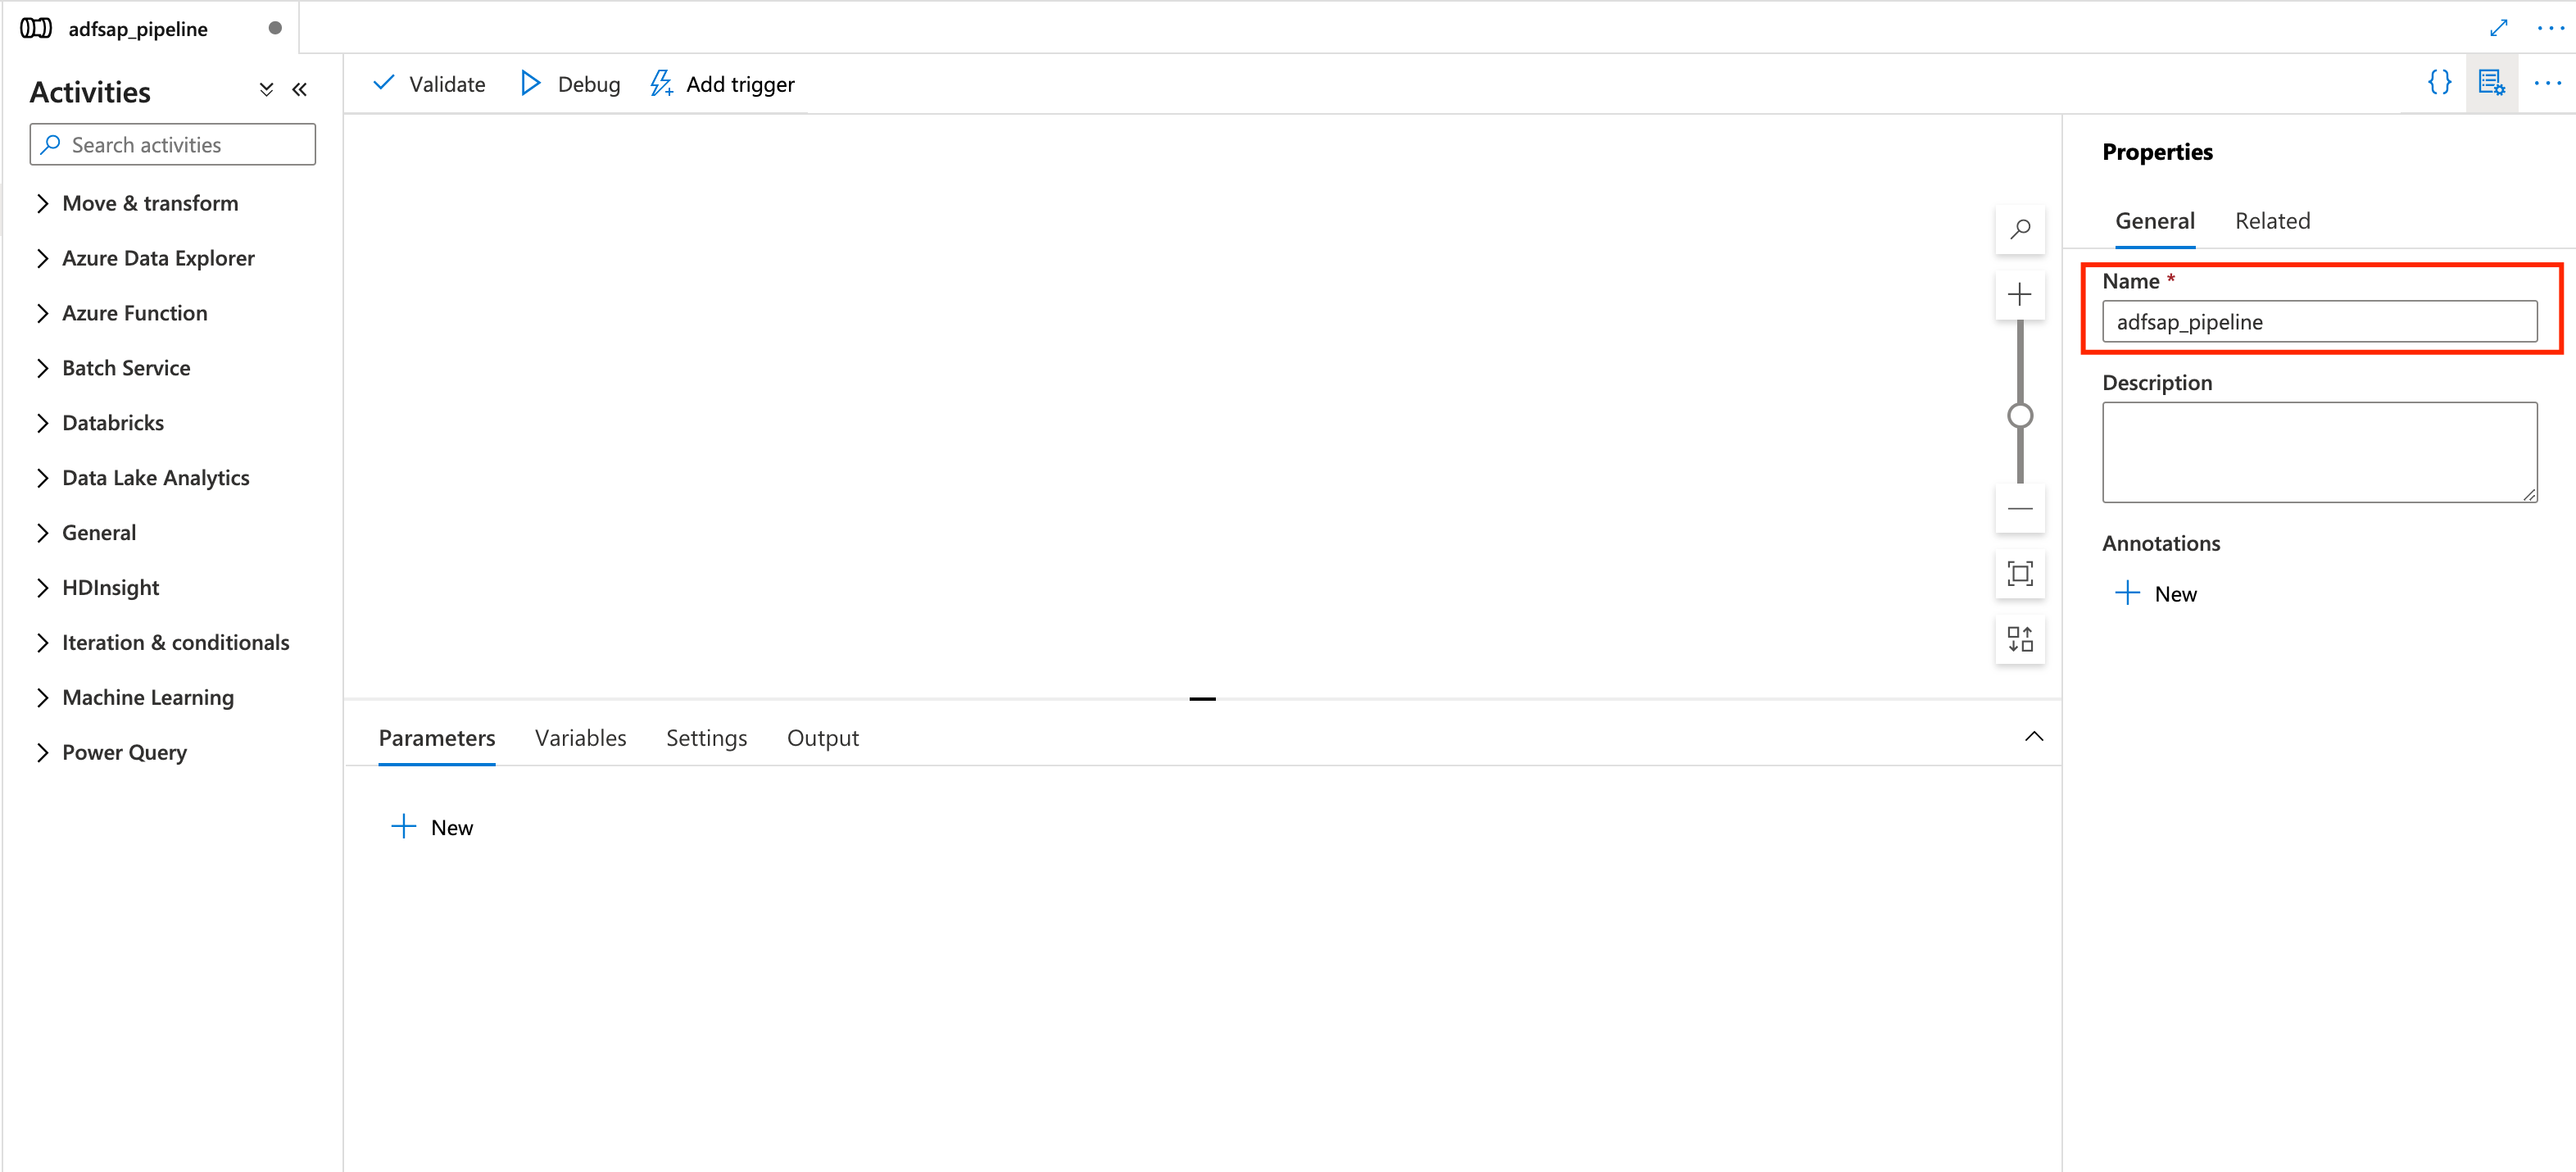 adfsap_pipeline
Activities
Search activities
Move & transform
Azure Data Explorer
Azure Function
Batch Service
Databricks
Data Lake Analytics
General
HDInsight
Iteration & conditionals
Machine Learning
Power Query
Validate Debug Add trigger
Parameters Variables Settings Output
New
Properties
General Related
Name *
adfsap_pipeline
Description
Annotations
New